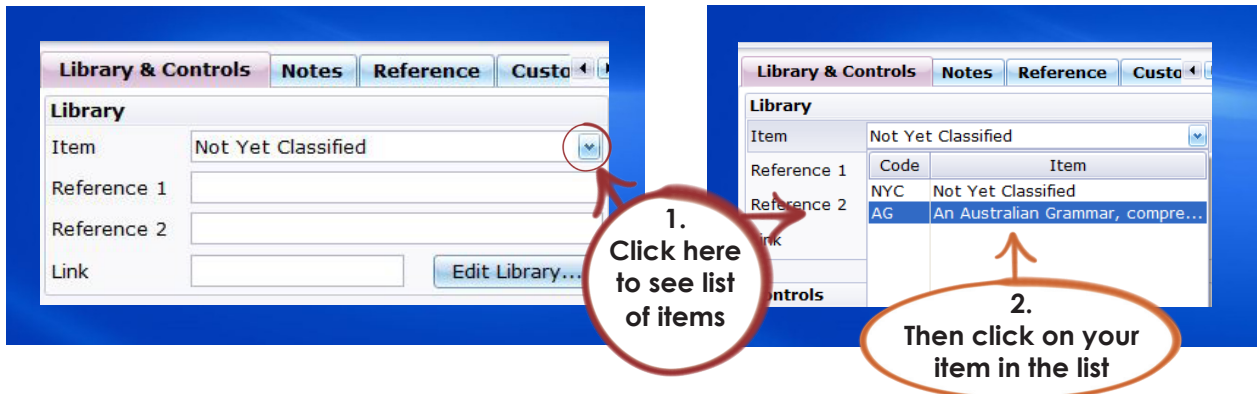 Library & Controls Notes Reference Custo
Library
Item Not Yet Classified
Reference 1
Reference 2
Link Edit Library...
1.
Click here
to see list
of items
Library & Controls Notes Reference Custo
Library
Item Not Yet Classified
Reference 1 Code Item
NYC Not Yet Classified
Reference 2 AG An Australian Grammar, compre...
Link
Controls
2.
Then click on your
item in the list